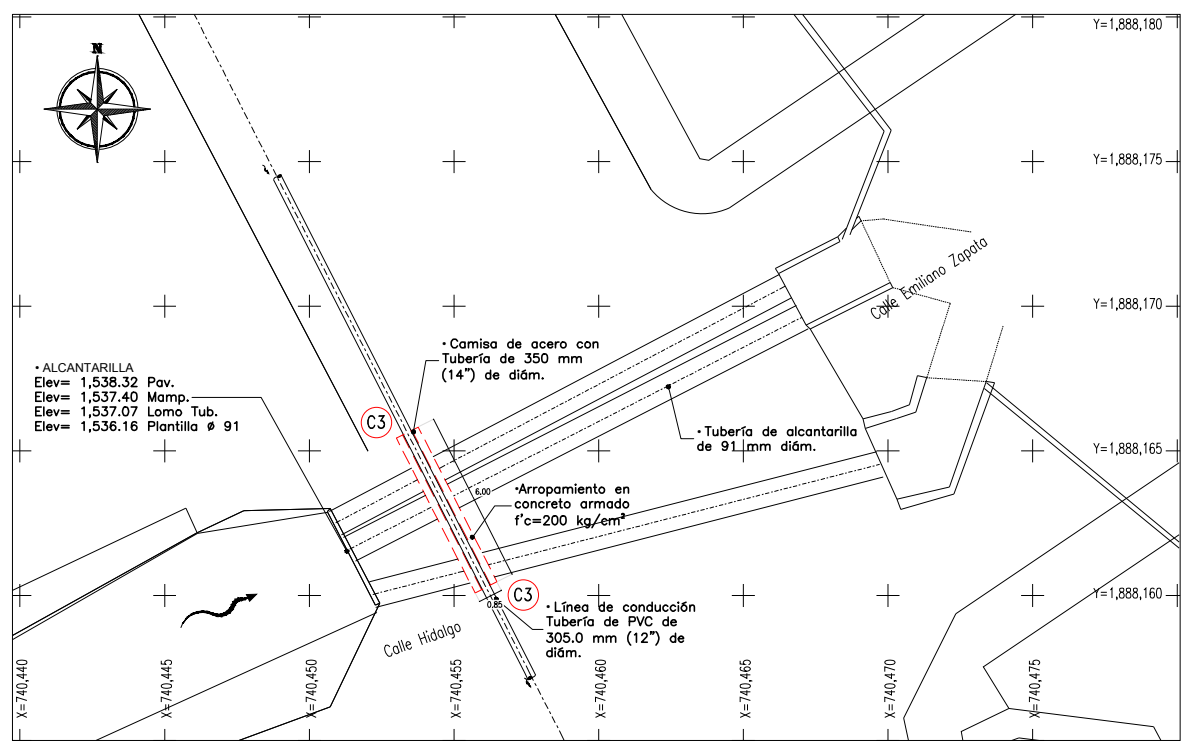 N
Y=1,888,180
Y=1,888,175
Calle Emiliano Zapata
Y=1,888,170
• Camisa de acero con
Tubería de 350 mm
(14") de diám.
• ALCANTARILLA
Elev= 1,538.32 Pav.
Elev= 1,537.40 Mamp.
Elev= 1,537.07 Lomo Tub.
Elev= 1,536.16 Plantilla ø 91
C3
• Tubería de alcantarilla
de 91 mm diám.
Y=1,888,165
6.00
•Arropamiento en
concreto armado
f'c=200 kg/cm²
Y=1,888,160
C3
0.85
• Línea de conducción
Tubería de PVC de
305.0 mm (12") de
diám.
Calle Hidalgo
X=740,440
X=740,445
X=740,450
X=740,455
X=740,460
X=740,465
X=740,470
X=740,475